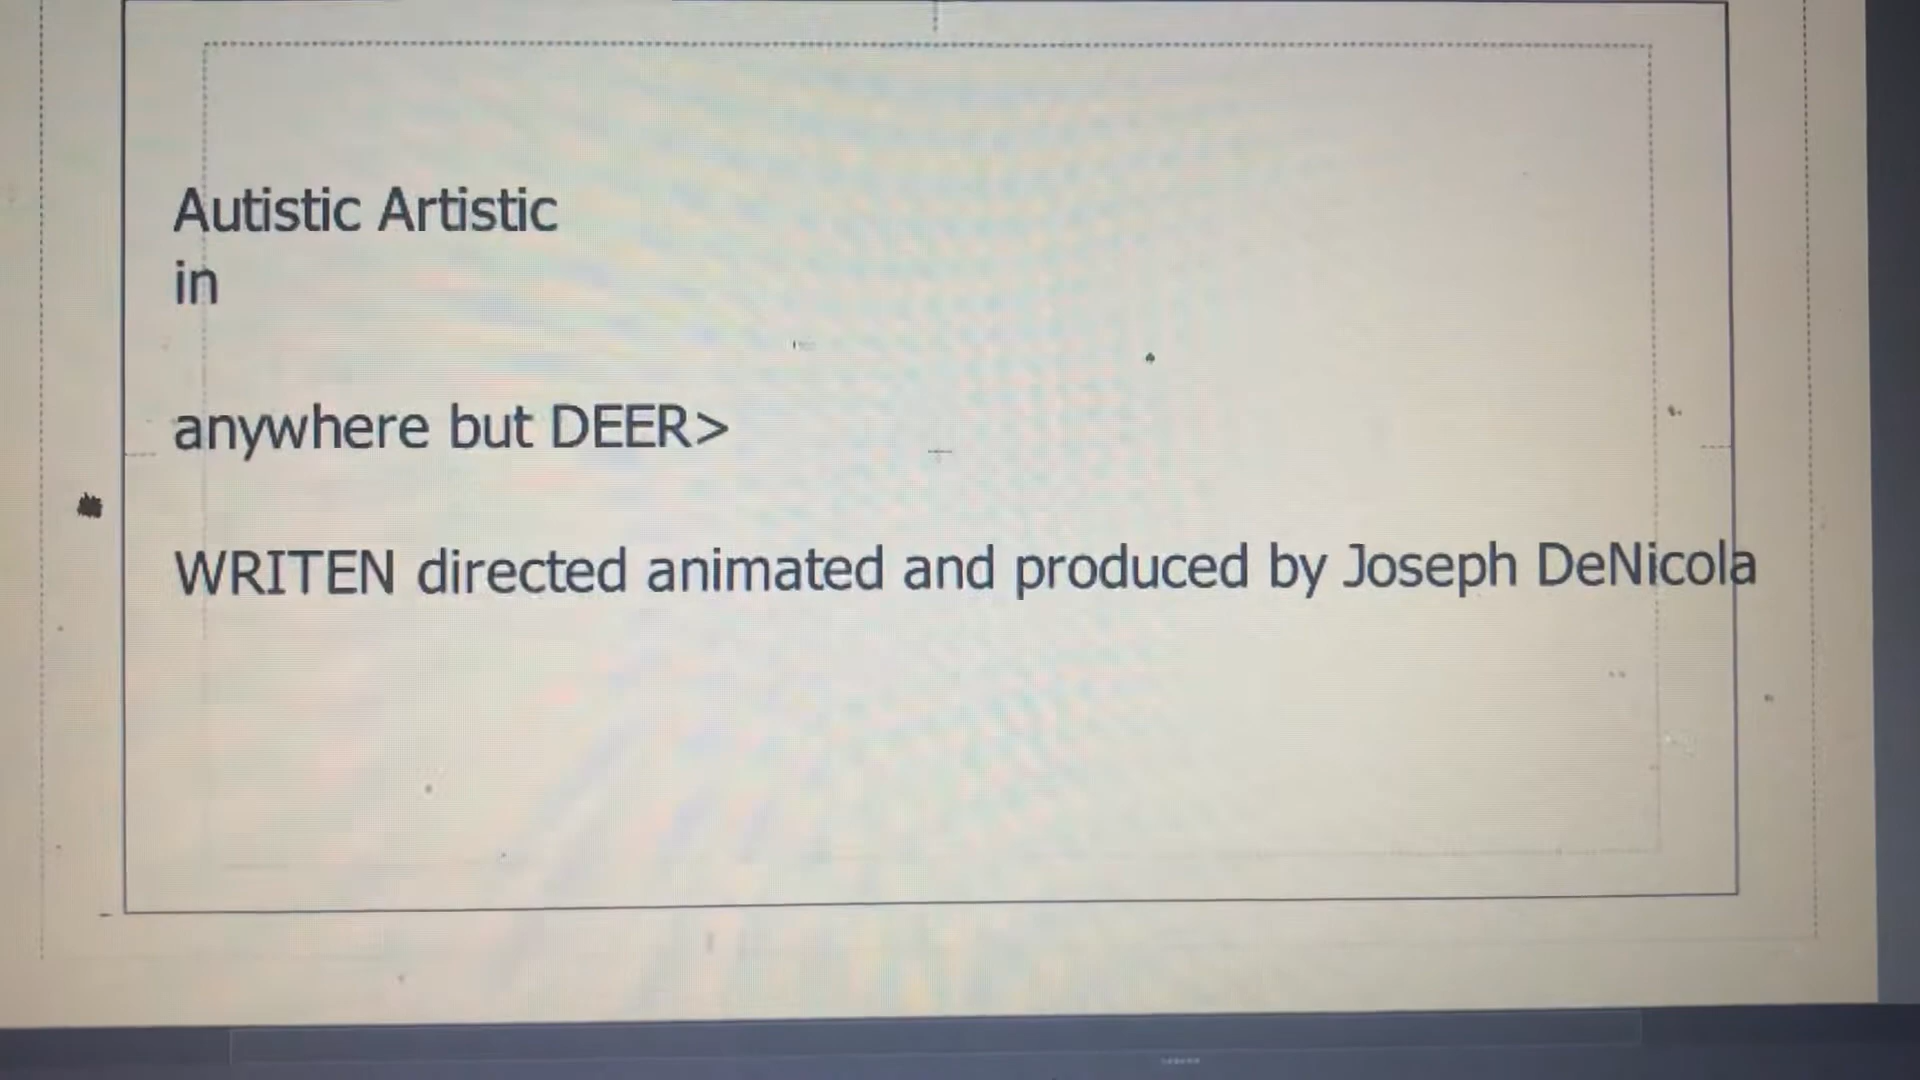 Autistic Artistic
in
anywhere but DEER>
WRITEN directed animated and produced by Joseph DeNicola